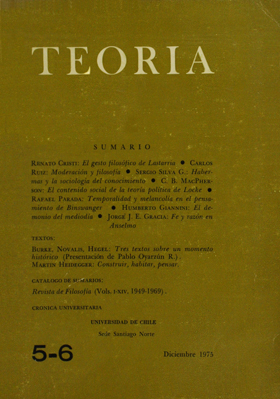 TEORIA
SUMARIO
RENATO CRISTI: El gesto filosófico de Lastarria ● CARLOS
RUIZ: Moderación y filosofía ● SERGIO SILVA G.: Haber-
mas y la sociología del conocimiento ● C. B. MACPHER-
SON: El contenido social de la teoría política de Locke ●
RAFAEL PARADA: Temporalidad y melancolía en el pensa-
miento de Binswanger ● HUMBERTO GIANNINI: El de-
monio del mediodía ● JORGE J. E. GRACIA: Fe y razón en
Anselmo
TEXTOS:
BURKE, NOVALIS, HEGEL: Tres textos sobre un momento
histórico (Presentación de Pablo Oyarzún R.).
MARTIN HEIDEGGER: Construir, habitar, pensar.
CATALOGO DE SUMARIOS:
Revista de Filosofía (Vols. I-XIV, 1949-1969).
CRONICA UNIVERSITARIA
UNIVERSIDAD DE CHILE
Sede Santiago Norte
5-6
Diciembre 1975